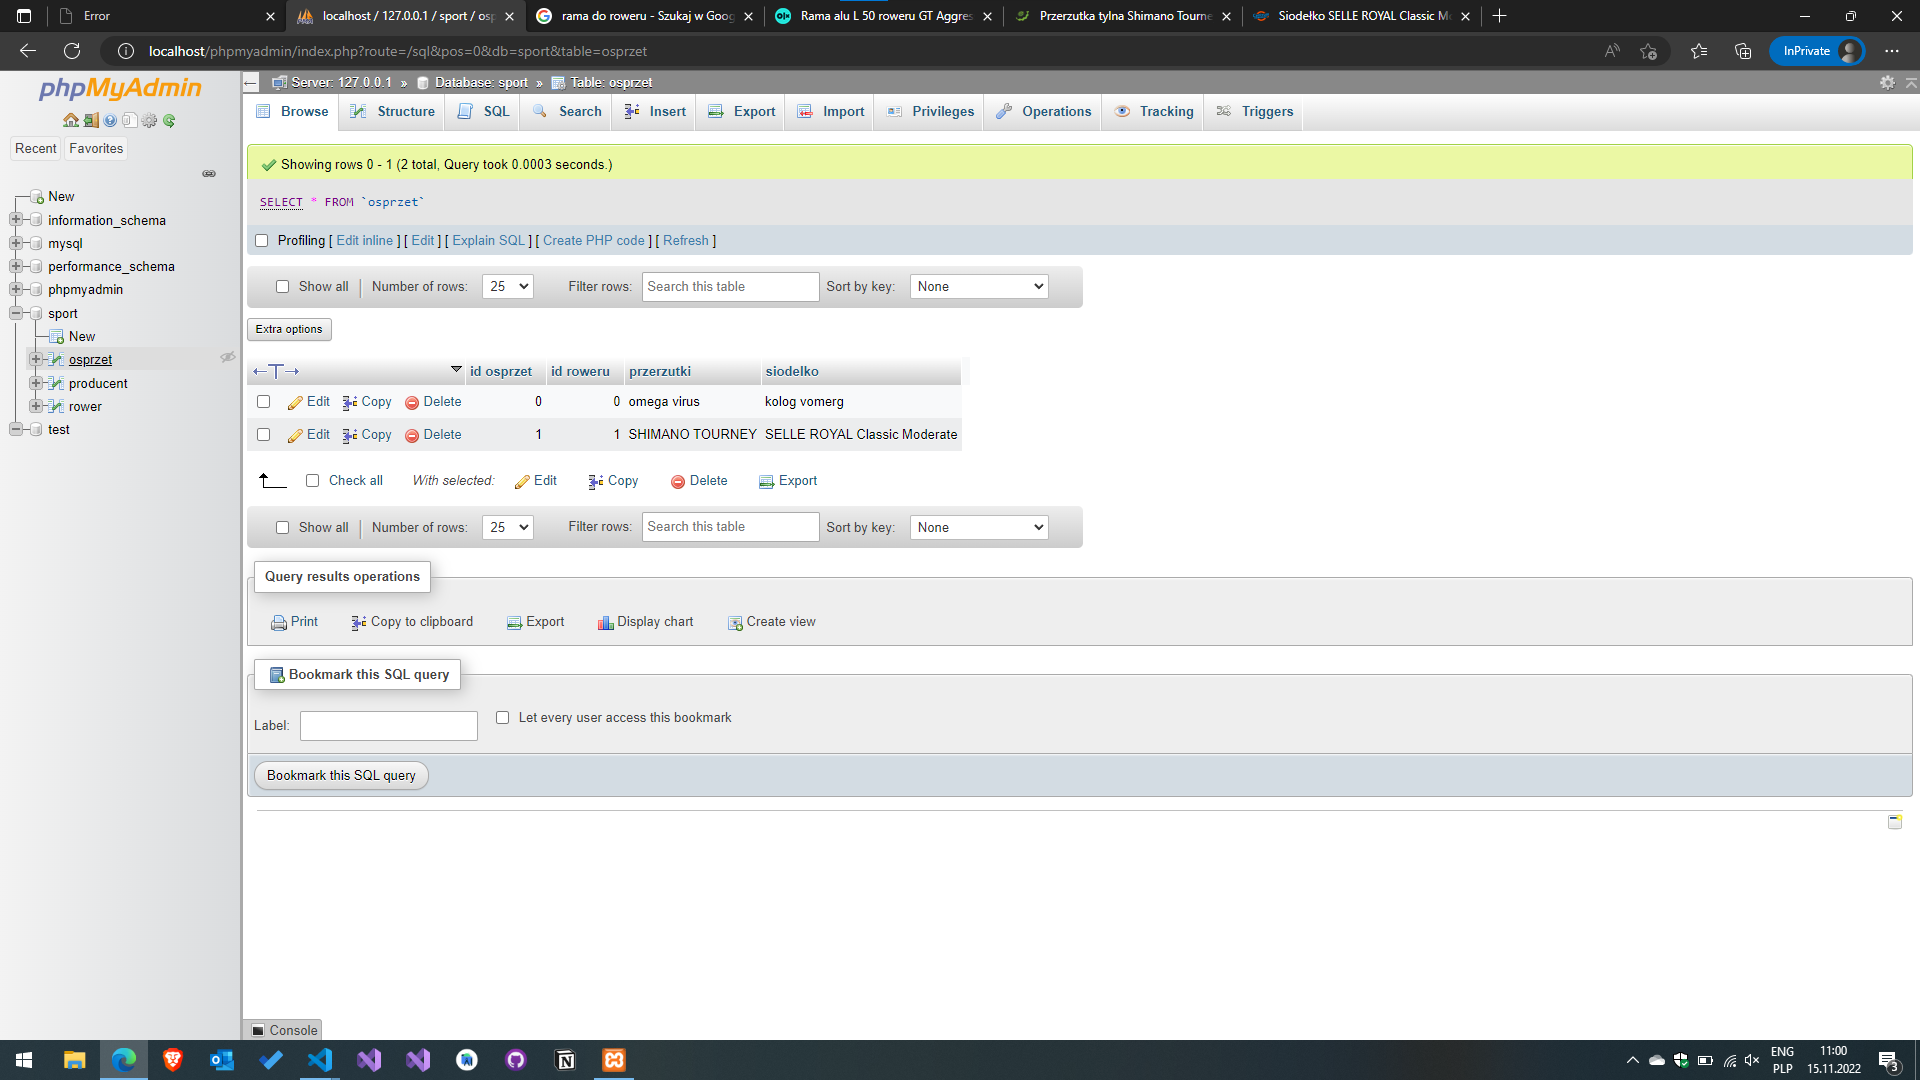 Error
localhost / 127.0.0.1 / sport / osp
rama do roweru - Szukaj w Goog
Rama alu L 50 roweru GT Aggres
Przerzutka tylna Shimano Tourne
Siodełko SELLE ROYAL Classic Mo
localhost/phpmyadmin/index.php?route=/sql&pos=0&db=sport&table=osprzet
InPrivate
phpMyAdmin
Server: 127.0.0.1 » Database: sport » Table: osprzet
Browse Structure SQL Search Insert Export Import Privileges Operations Tracking Triggers
Recent Favorites
New
information_schema
mysql
performance_schema
phpmyadmin
sport
New
osprzet
producent
rower
test
Showing rows 0 - 1 (2 total, Query took 0.0003 seconds.)
SELECT * FROM `osprzet`
Profiling [ Edit inline ] [ Edit ] [ Explain SQL ] [ Create PHP code ] [ Refresh ]
Show all Number of rows: 25 Filter rows: Search this table Sort by key: None
Extra options
←T→ id osprzet id roweru przerzutki siodelko
Edit Copy Delete 0 0 omega virus kolog vomerg
Edit Copy Delete 1 1 SHIMANO TOURNEY SELLE ROYAL Classic Moderate
Check all With selected: Edit Copy Delete Export
Show all Number of rows: 25 Filter rows: Search this table Sort by key: None
Query results operations
Print Copy to clipboard Export Display chart Create view
Bookmark this SQL query
Label: Let every user access this bookmark
Bookmark this SQL query
Console
ENG
PLP
11:00
15.11.2022
3